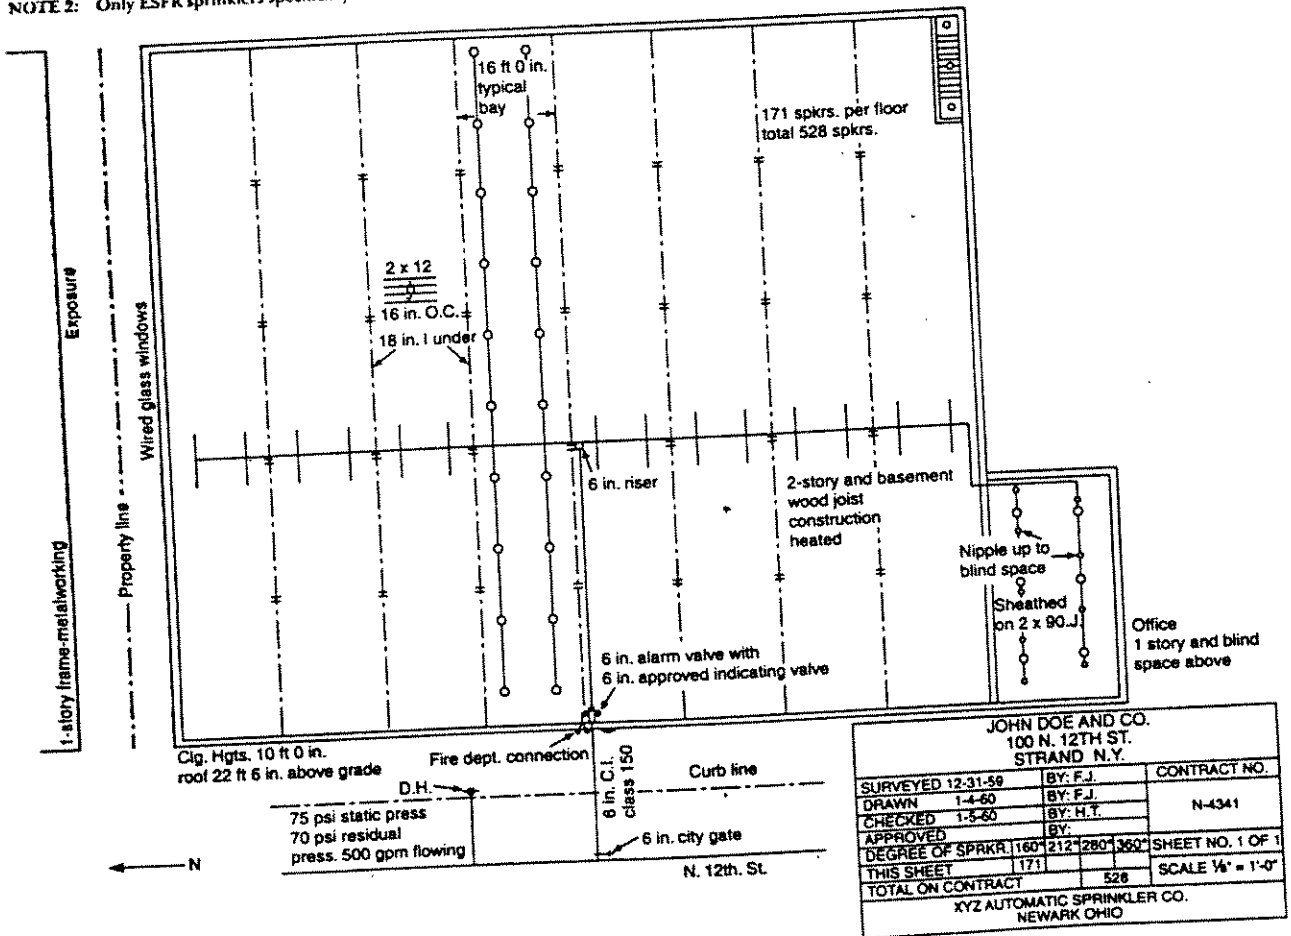 NOTE 2: Only ESFR sprinklers
16 ft 0 in.
typical
bay
171 spkrs. per floor
total 528 spkrs.
Exposure
1-story frame-metalworking
Property line
Wired glass windows
2 x 12
16 in. O.C.
18 in. I under
6 in. riser
2-story and basement
wood joist
construction
heated
Nipple up to
blind space
Sheathed
on 2 x 90.J.
Office
1 story and blind
space above
6 in. alarm valve with
6 in. approved indicating valve
Clg. Hgts. 10 ft 0 in.
roof 22 ft 6 in. above grade
Fire dept. connection
6 in. C.I.
class 150
Curb line
D.H.
75 psi static press
70 psi residual
press. 500 gpm flowing
6 in. city gate
N
N. 12th. St.
JOHN DOE AND CO.
100 N. 12TH ST.
STRAND N.Y.
SURVEYED 12-31-59 BY: F.J. CONTRACT NO.
DRAWN 1-4-60 BY: F.J.
N-4341
CHECKED 1-5-60 BY: H.T.
APPROVED BY:
DEGREE OF SPRKR. 160° 212° 280° 360° SHEET NO. 1 OF 1
THIS SHEET 171 SCALE ⅛" = 1'-0"
TOTAL ON CONTRACT 528
XYZ AUTOMATIC SPRINKLER CO.
NEWARK OHIO